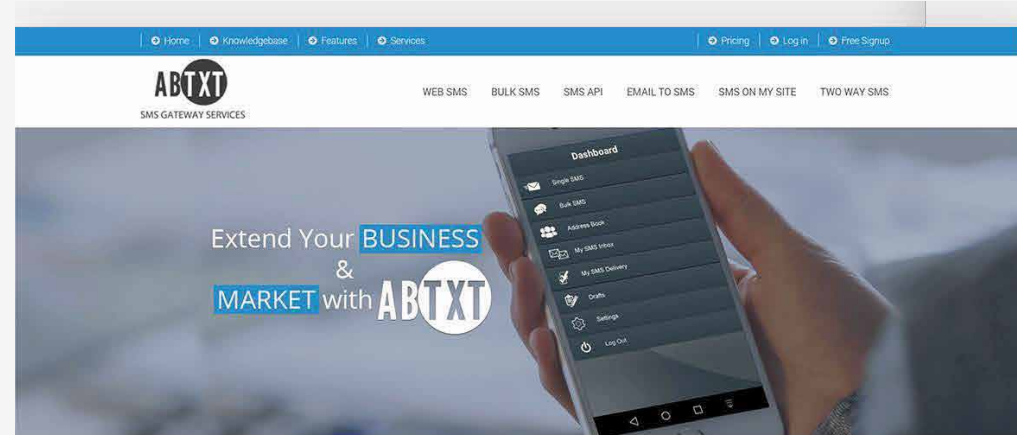 Home Knowledgebase Features Services Pricing Log in Free Signup
ABTXT
SMS GATEWAY SERVICES
WEB SMS BULK SMS SMS API EMAIL TO SMS SMS ON MY SITE TWO WAY SMS
Extend Your BUSINESS
&
MARKET with ABTXT
Dashboard
Single SMS
Bulk SMS
Address Book
My SMS Inbox
My SMS Delivery
Drafts
Settings
Log Out